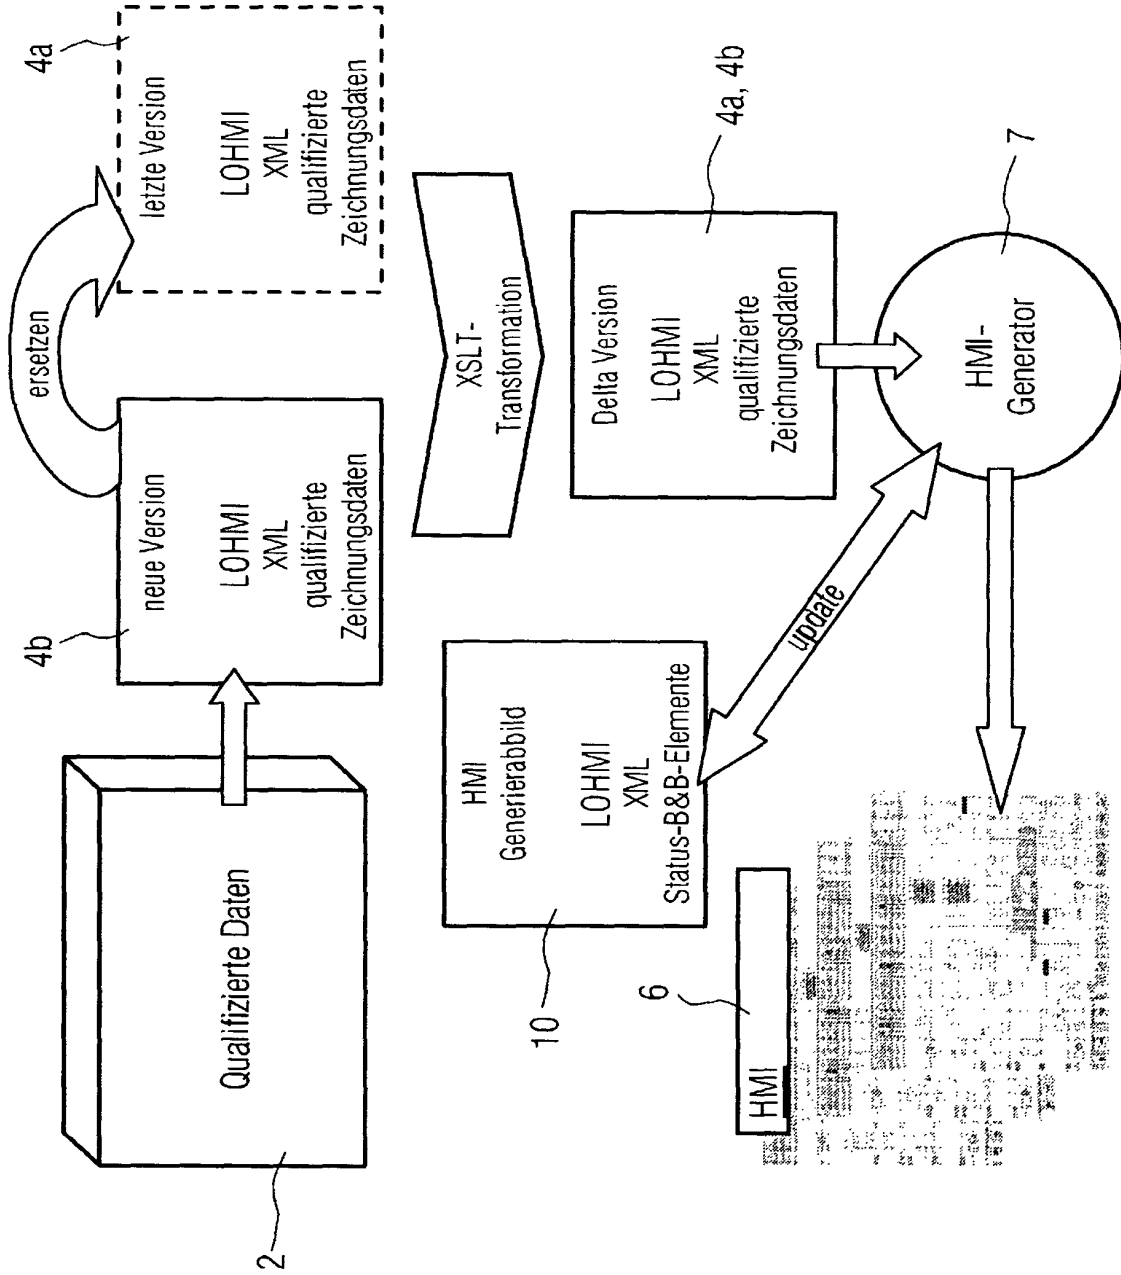 2
Qualifizierte Daten
4b
neue Version
LOHMI
XML
qualifizierte
Zeichnungsdaten
ersetzen
4a
letzte Version
LOHMI
XML
qualifizierte
Zeichnungsdaten
XSLT-
Transformation
10
HMI
Generierabbild
LOHMI
XML
Status-B&B-Elemente
Delta Version
LOHMI
XML
qualifizierte
Zeichnungsdaten
4a, 4b
update
6
HMI
HMI-
Generator
7